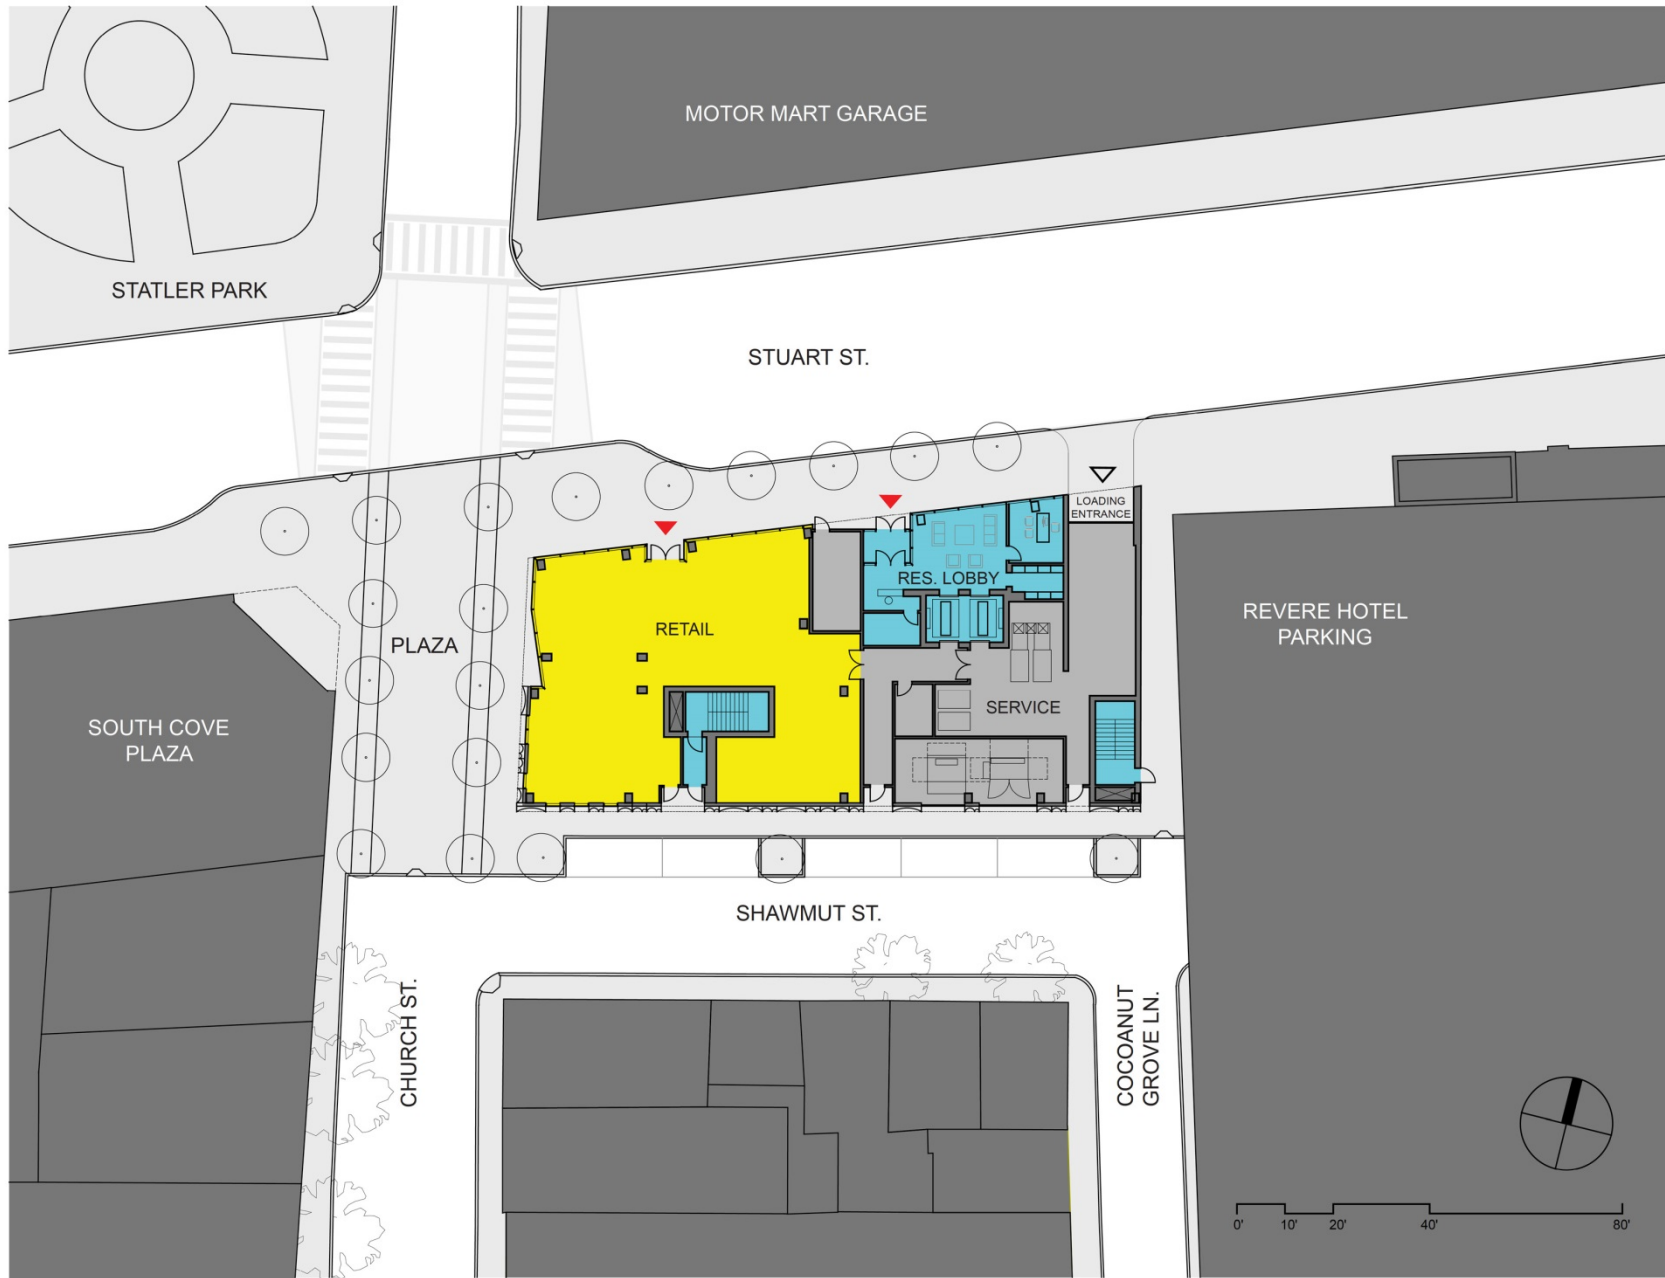 MOTOR MART GARAGE
STATLER PARK
STUART ST.
LOADING
ENTRANCE
RES. LOBBY
RETAIL
PLAZA
REVERE HOTEL
PARKING
SERVICE
SOUTH COVE
PLAZA
SHAWMUT ST.
CHURCH ST.
COCOANUT
GROVE LN.
0' 10' 20' 40' 80'